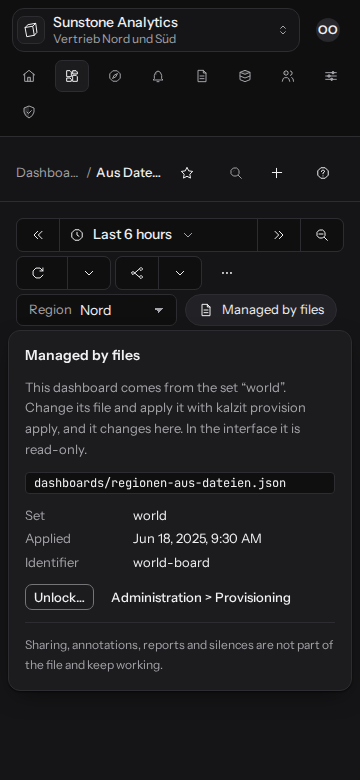 Sunstone Analytics
Vertrieb Nord und Süd
OO
Dashboa... / Aus Date...
Last 6 hours
Region Nord
Managed by files
Managed by files
This dashboard comes from the set “world”.
Change its file and apply it with kalzit provision
apply, and it changes here. In the interface it is
read-only.
dashboards/regionen-aus-dateien.json
Set world
Applied Jun 18, 2025, 9:30 AM
Identifier world-board
Unlock... Administration > Provisioning
Sharing, annotations, reports and silences are not part of
the file and keep working.